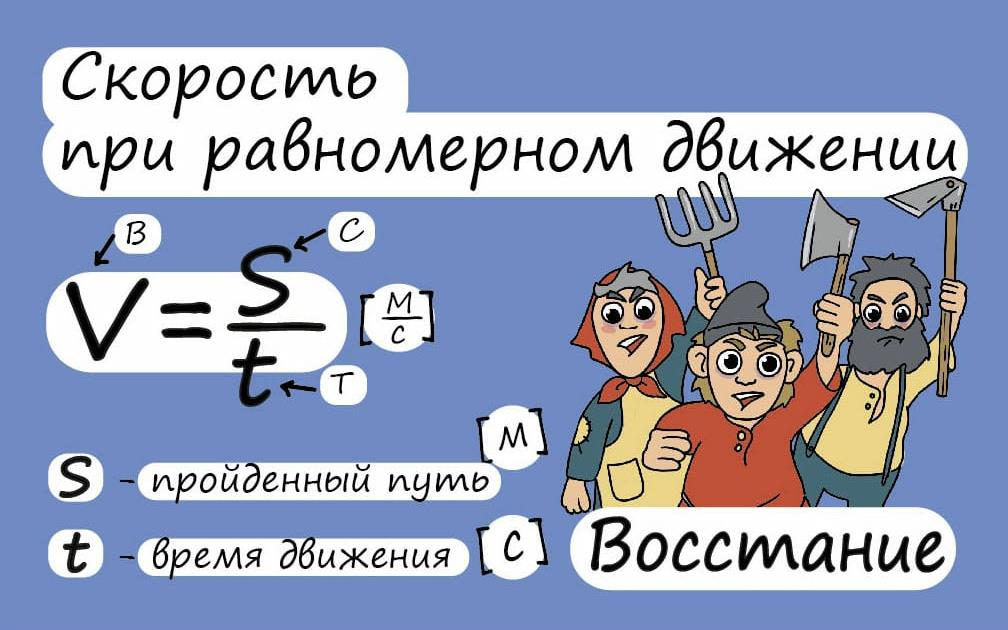 Скорость
при равномерном движении
В
С
V = S/t [м/с]
Т
S - пройденный путь [м]
t - время движения [с]
Восстание